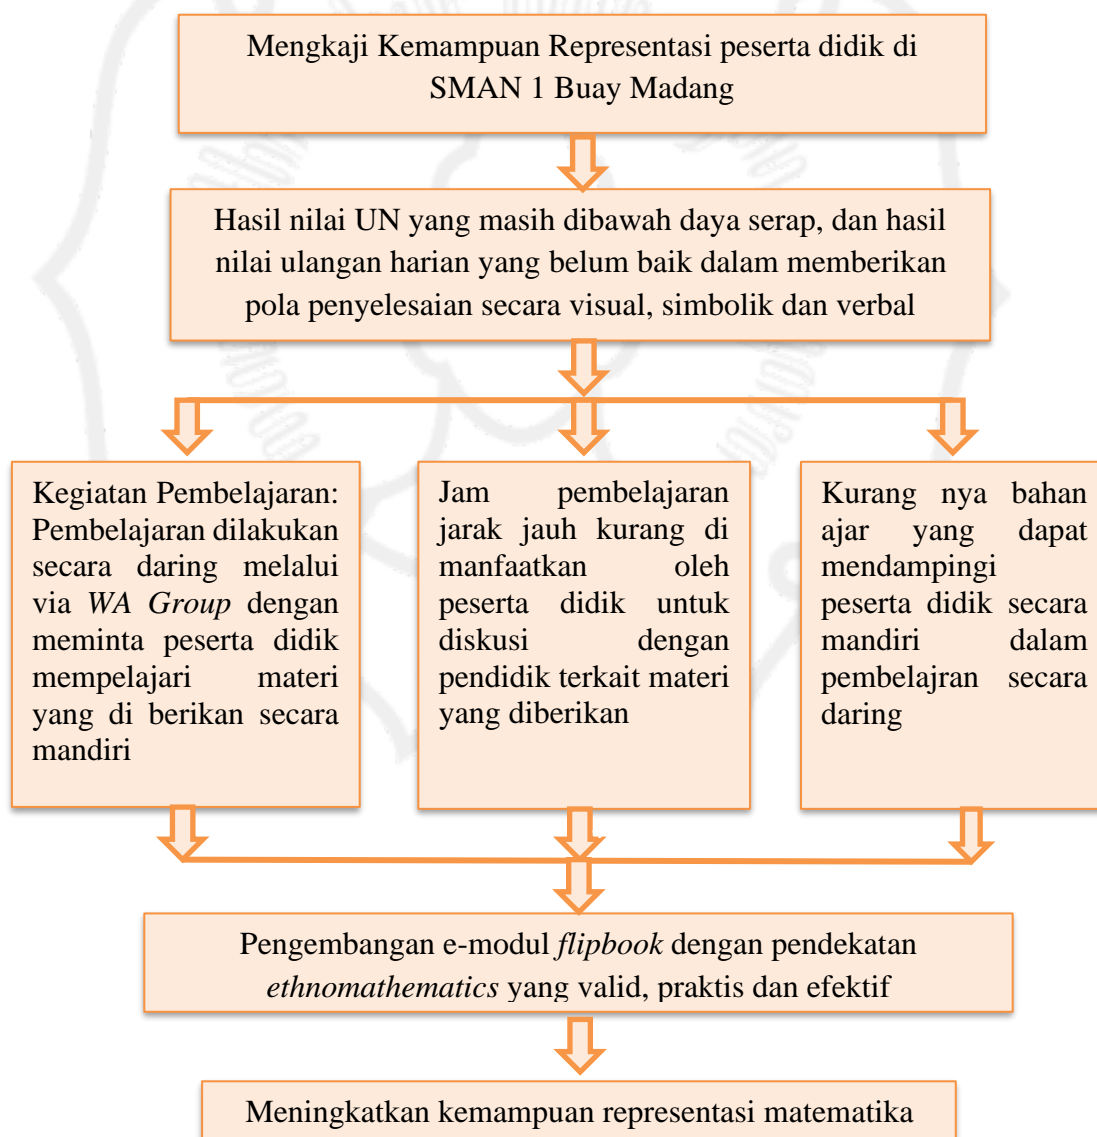 Mengkaji Kemampuan Representasi peserta didik di
SMAN 1 Buay Madang
Hasil nilai UN yang masih dibawah daya serap, dan hasil
nilai ulangan harian yang belum baik dalam memberikan
pola penyelesaian secara visual, simbolik dan verbal
Kegiatan Pembelajaran:
Pembelajaran dilakukan
secara daring melalui
via WA Group dengan
meminta peserta didik
mempelajari materi
yang di berikan secara
mandiri
Jam pembelajaran
jarak jauh kurang di
manfaatkan oleh
peserta didik untuk
diskusi dengan
pendidik terkait materi
yang diberikan
Kurang nya bahan
ajar yang dapat
mendampingi
peserta didik secara
mandiri dalam
pembelajran secara
daring
Pengembangan e-modul flipbook dengan pendekatan
ethnomathematics yang valid, praktis dan efektif
Meningkatkan kemampuan representasi matematika